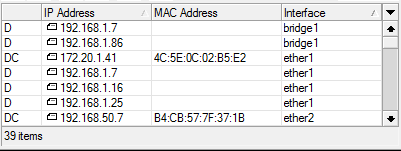 IP Address MAC Address Interface
D 192.168.1.7 bridge1
D 192.168.1.86 bridge1
DC 172.20.1.41 4C:5E:0C:02:B5:E2 ether1
D 192.168.1.7 ether1
D 192.168.1.16 ether1
D 192.168.1.25 ether1
DC 192.168.50.7 B4:CB:57:7F:37:1B ether2
39 items